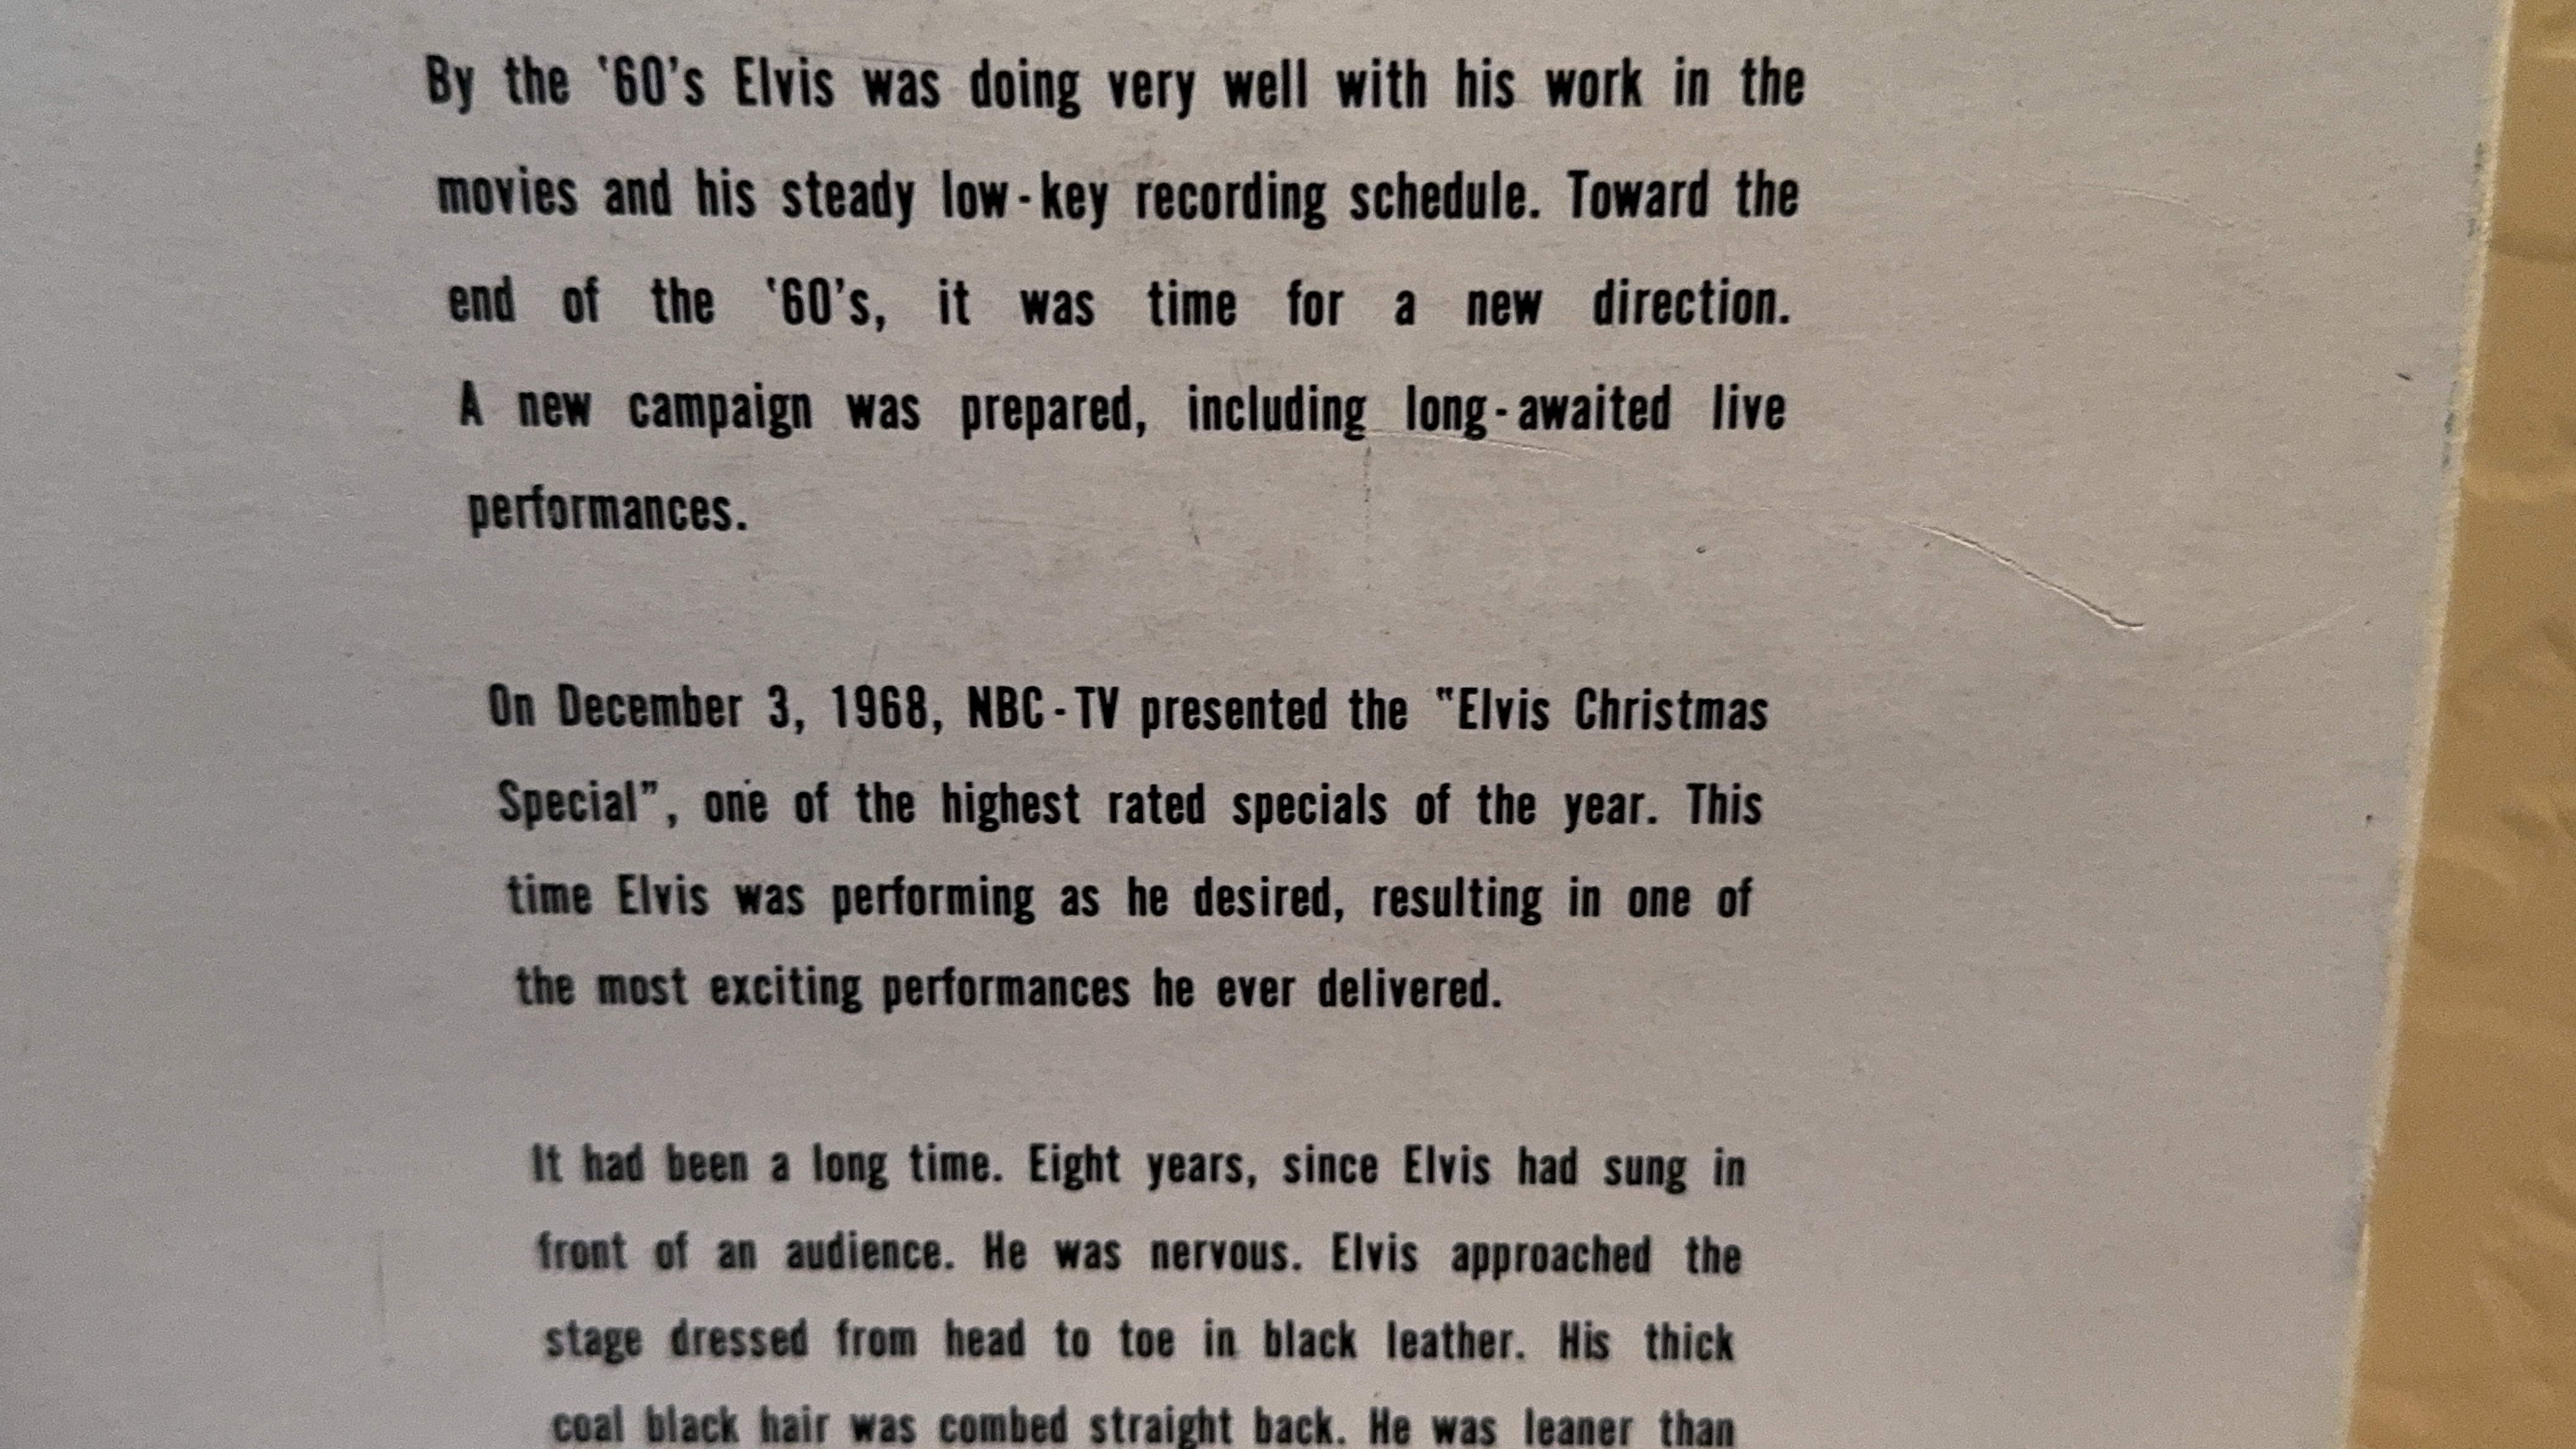 By the '60's Elvis was doing very well with his work in the
movies and his steady low-key recording schedule. Toward the
end of the '60's, it was time for a new direction.
A new campaign was prepared, including long-awaited live
performances.
On December 3, 1968, NBC-TV presented the "Elvis Christmas
Special", one of the highest rated specials of the year. This
time Elvis was performing as he desired, resulting in one of
the most exciting performances he ever delivered.
It had been a long time. Eight years, since Elvis had sung in
front of an audience. He was nervous. Elvis approached the
stage dressed from head to toe in black leather. His thick
coal black hair was combed straight back. He was leaner than